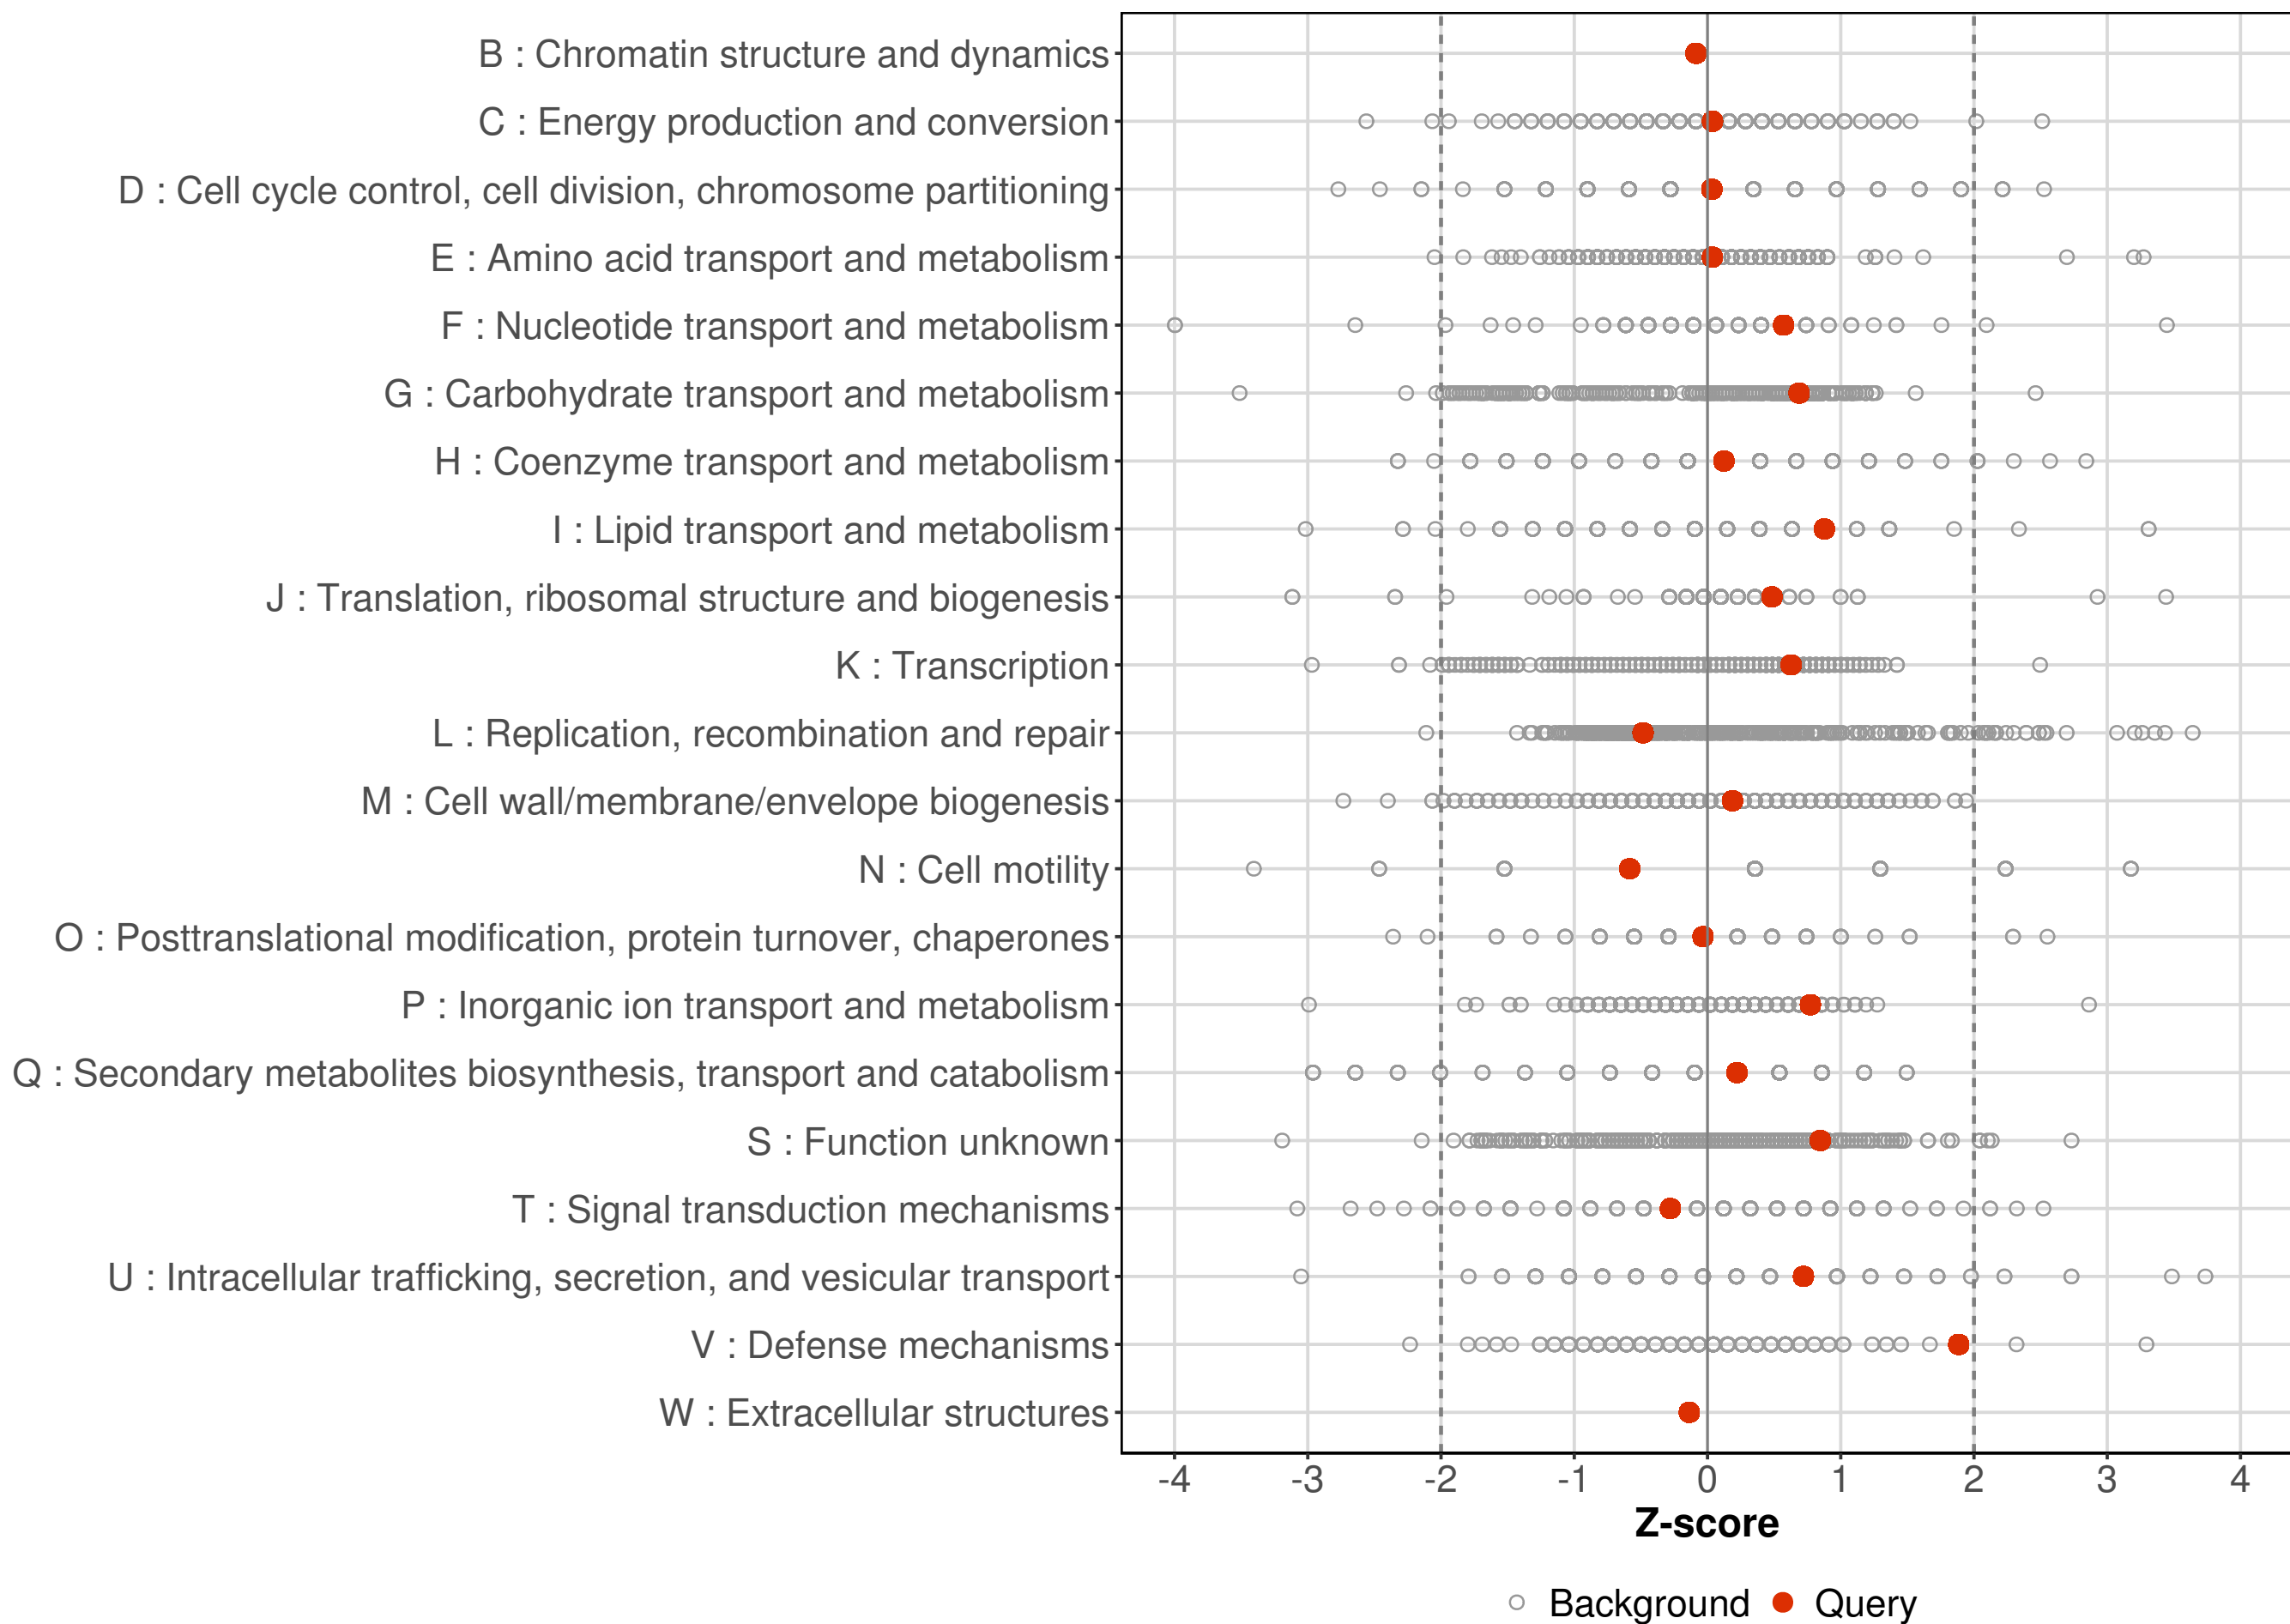 B : Chromatin structure and dynamics
C : Energy production and conversion
D : Cell cycle control, cell division, chromosome partitioning
E : Amino acid transport and metabolism
F : Nucleotide transport and metabolism
G : Carbohydrate transport and metabolism
H : Coenzyme transport and metabolism
I : Lipid transport and metabolism
J : Translation, ribosomal structure and biogenesis
K : Transcription
L : Replication, recombination and repair
M : Cell wall/membrane/envelope biogenesis
N : Cell motility
O : Posttranslational modification, protein turnover, chaperones
P : Inorganic ion transport and metabolism
Q : Secondary metabolites biosynthesis, transport and catabolism
S : Function unknown
T : Signal transduction mechanisms
U : Intracellular trafficking, secretion, and vesicular transport
V : Defense mechanisms
W : Extracellular structures
-4 -3 -2 -1 0 1 2 3 4
Z-score
Background Query